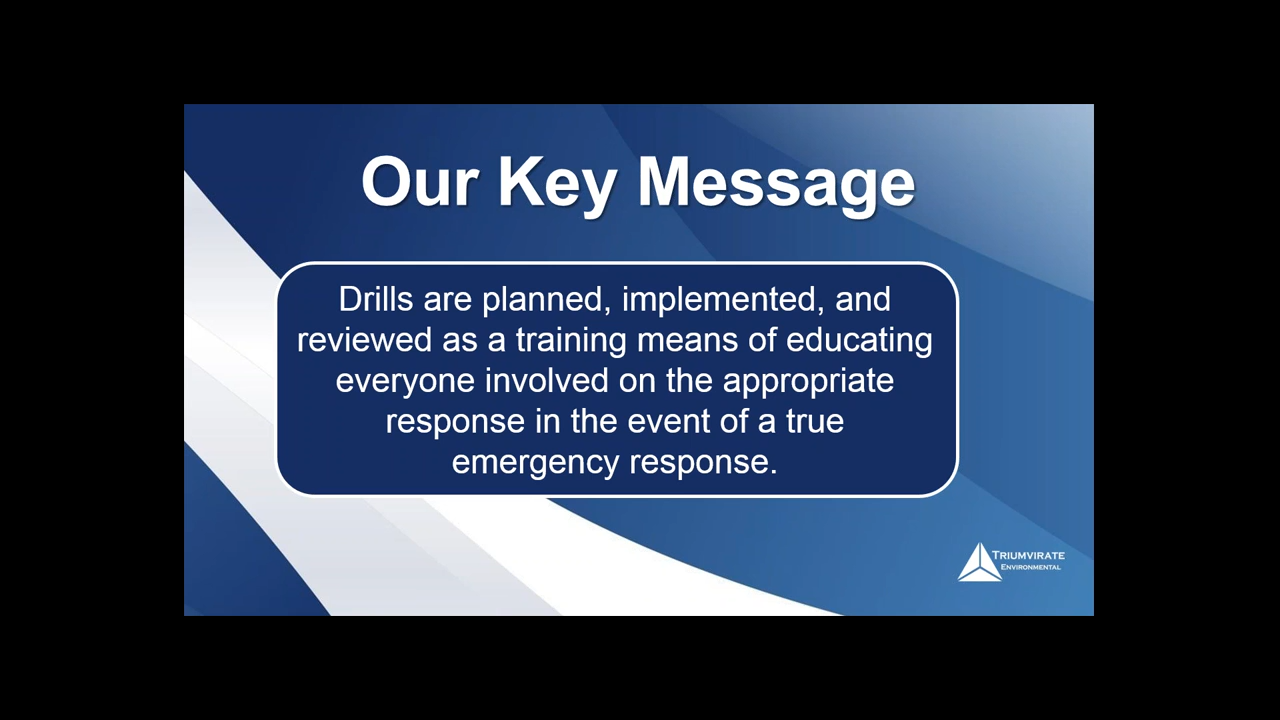 Our Key Message
Drills are planned, implemented, and
reviewed as a training means of educating
everyone involved on the appropriate
response in the event of a true
emergency response.
TRIUMVIRATE
ENVIRONMENTAL